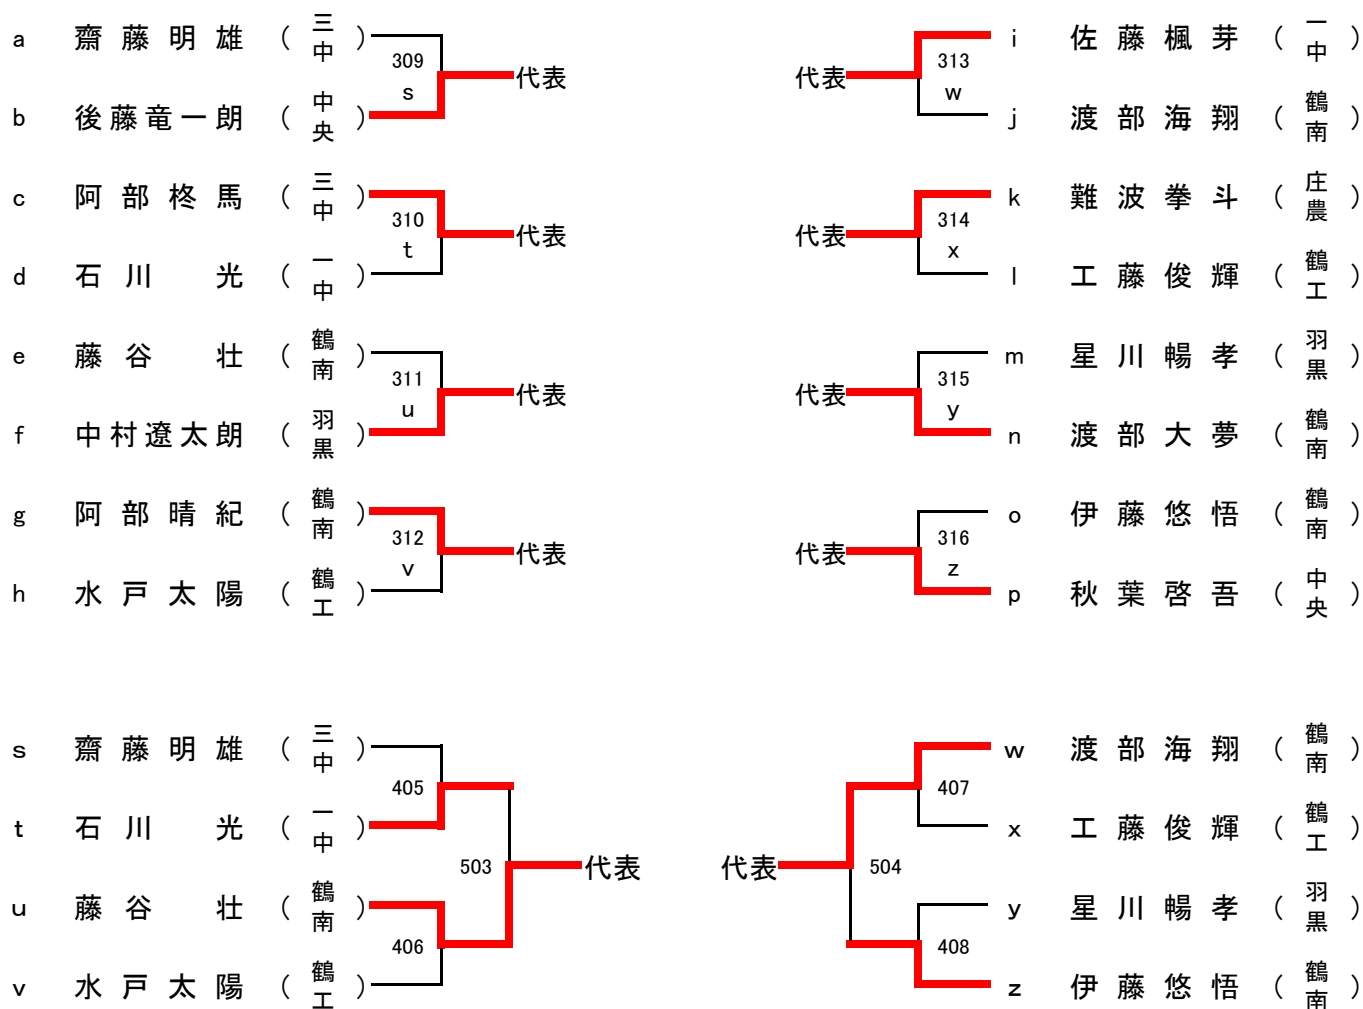 a 齋藤明雄 (三中) 309 s 代表
b 後藤竜一朗 (中央)
c 阿部柊馬 (三中) 310 t 代表
d 石川 光 (一中)
e 藤谷 壮 (鶴南) 311 u 代表
f 中村遼太朗 (羽黒)
g 阿部晴紀 (鶴南) 312 v 代表
h 水戸太陽 (鶴工)
代表 313 w i 佐藤楓芽 (一中)
j 渡部海翔 (鶴南)
代表 314 x k 難波拳斗 (庄農)
l 工藤俊輝 (鶴工)
代表 315 y m 星川暢孝 (羽黒)
n 渡部大夢 (鶴南)
代表 316 z o 伊藤悠悟 (鶴南)
p 秋葉啓吾 (中央)
s 齋藤明雄 (三中)
405
t 石川 光 (一中)
503 代表
u 藤谷 壮 (鶴南)
406
v 水戸太陽 (鶴工)
w 渡部海翔 (鶴南)
407
x 工藤俊輝 (鶴工)
代表 504
y 星川暢孝 (羽黒)
408
z 伊藤悠悟 (鶴南)